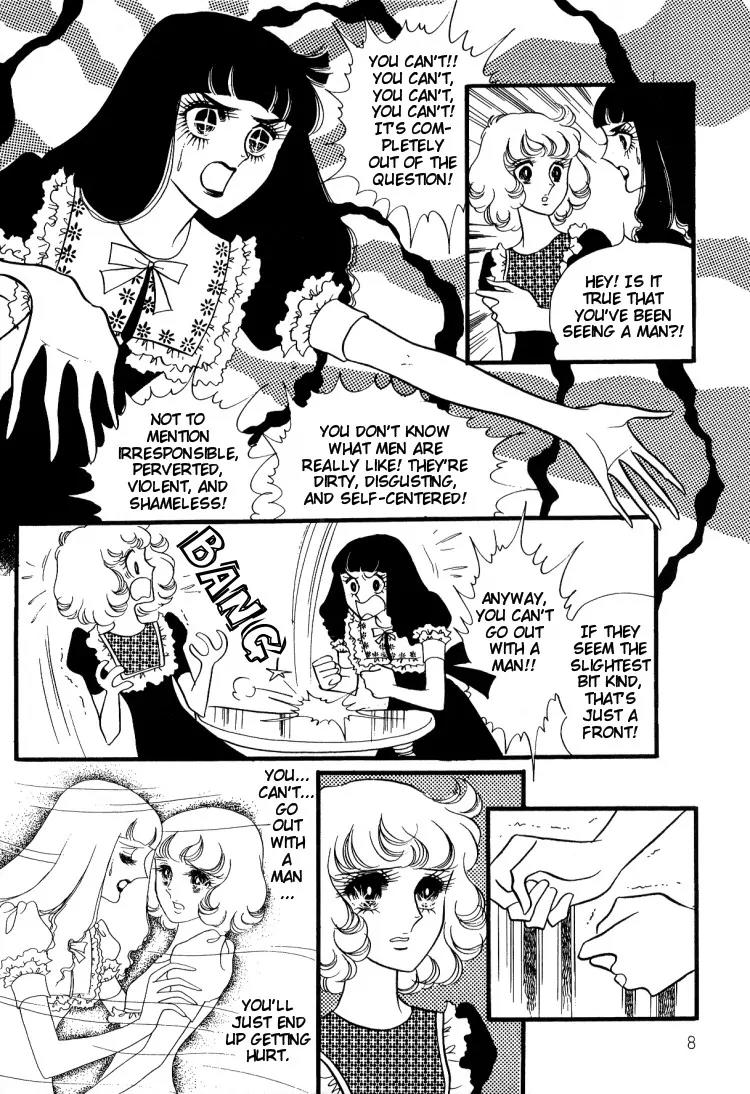 HEY! IS IT
TRUE THAT
YOU'VE BEEN
SEEING A MAN?!
YOU CAN'T!!
YOU CAN'T,
YOU CAN'T,
YOU CAN'T!
IT'S COM-
PLETELY
OUT OF THE
QUESTION!
YOU DON'T KNOW
WHAT MEN ARE
REALLY LIKE! THEY'RE
DIRTY, DISGUSTING,
AND SELF-CENTERED!
NOT TO
MENTION
IRRESPONSIBLE,
PERVERTED,
VIOLENT, AND
SHAMELESS!
IF THEY
SEEM THE
SLIGHTEST
BIT KIND,
THAT'S
JUST A
FRONT!
ANYWAY,
YOU CAN'T
GO OUT
WITH A
MAN!!
BANG
YOU...
CAN'T...
GO
OUT
WITH
A
MAN
...
YOU'LL
JUST END
UP GETTING
HURT.
8